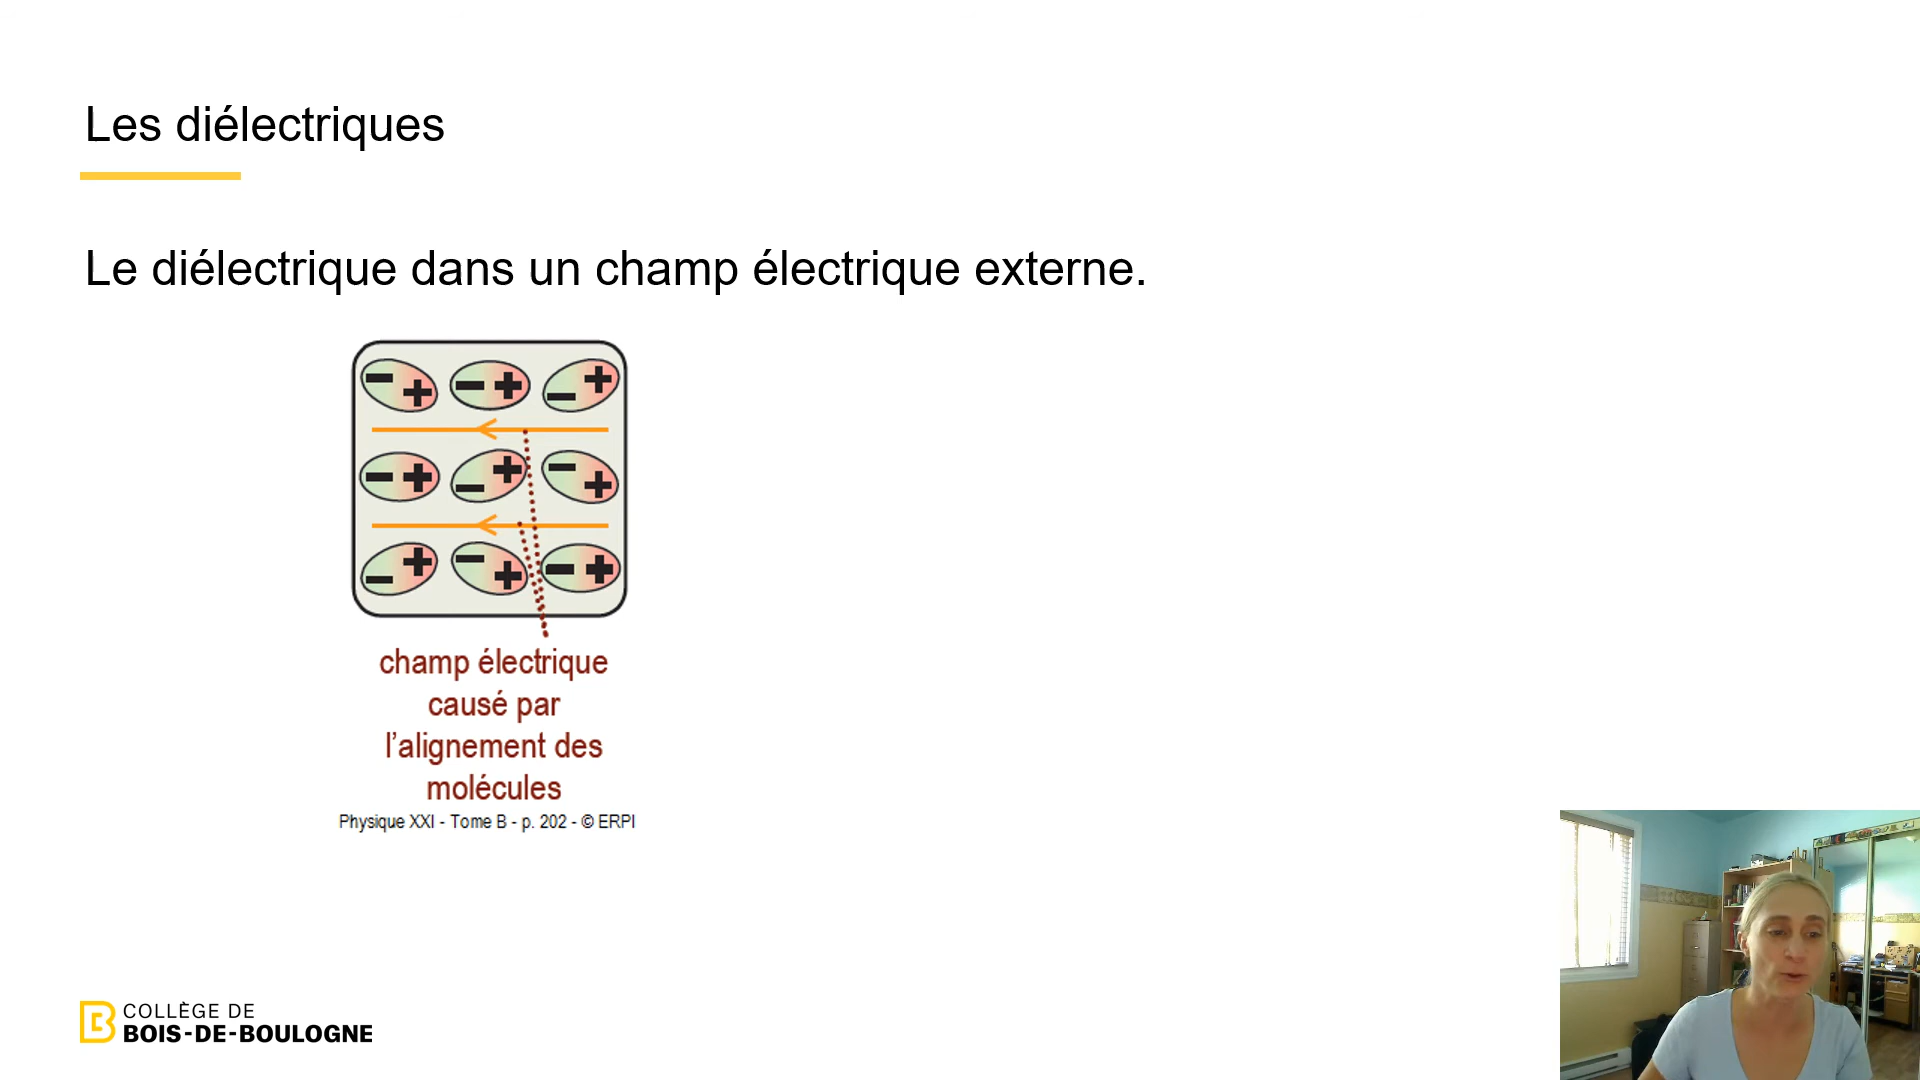 Les diélectriques
Le diélectrique dans un champ électrique externe.
champ électrique
causé par
l'alignement des
molécules
Physique XXI - Tome B - p. 202 - © ERPI
COLLÈGE DE
BOIS-DE-BOULOGNE